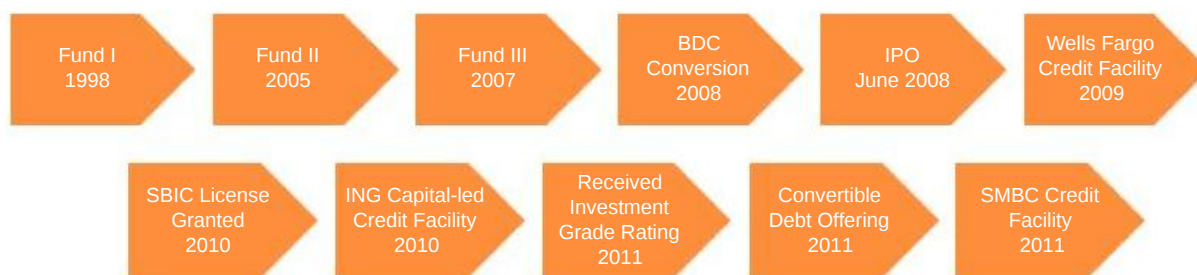 Fund I
1998
Fund II
2005
Fund III
2007
BDC
Conversion
2008
IPO
June 2008
Wells Fargo
Credit Facility
2009
SBIC License
Granted
2010
ING Capital-led
Credit Facility
2010
Received
Investment
Grade Rating
2011
Convertible
Debt Offering
2011
SMBC Credit
Facility
2011